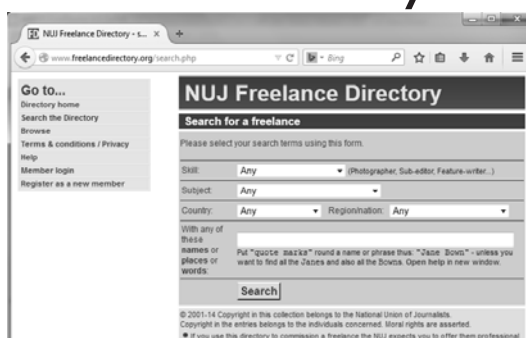 NUJ Freelance Directory - s... ×
www.freelancedirectory.org/search.php
Bing
Go to...
Directory home
Search the Directory
Browse
Terms & conditions / Privacy
Help
Member login
Register as a new member
NUJ Freelance Directory
Search for a freelance
Please select your search terms using this form.
Skill: Any (Photographer, Sub-editor, Feature-writer...)
Subject: Any
Country: Any Region/nation: Any
With any of
these
names or
places or
words:
Put "quote marks" round a name or phrase thus: "Jane Bown" - unless you
want to find all the Janes and also all the Bowns. Open help in new window.
Search
© 2001-14 Copyright in this collection belongs to the National Union of Journalists.
Copyright in the entries belongs to the individuals concerned. Moral rights are asserted.
• If you use this directory to commission a freelance the NUJ expects you to offer them professional